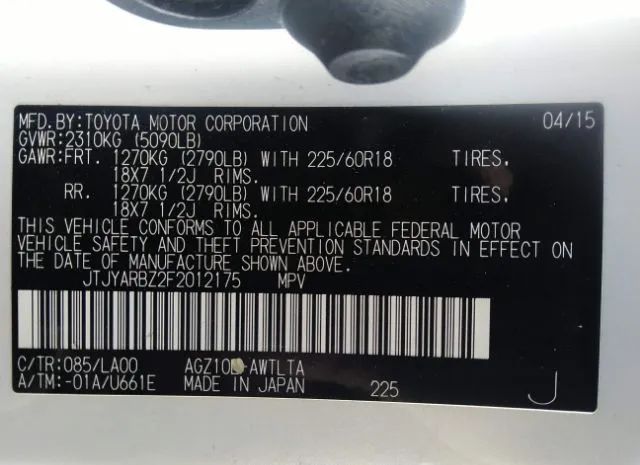 MFD.BY:TOYOTA MOTOR CORPORATION 04/15
GVWR:2310KG (5090LB)
GAWR:FRT. 1270KG (2790LB) WITH 225/60R18 TIRES,
18X7 1/2J RIMS.
RR. 1270KG (2790LB) WITH 225/60R18 TIRES,
18X7 1/2J RIMS.
THIS VEHICLE CONFORMS TO ALL APPLICABLE FEDERAL MOTOR
VEHICLE SAFETY AND THEFT PREVENTION STANDARDS IN EFFECT ON
THE DATE OF MANUFACTURE SHOWN ABOVE.
JTJYARBZ2F2012175 MPV
C/TR:085/LA00 -AWTLTA
A/TM:-01A/U661E MADE IN JAPAN 225 J